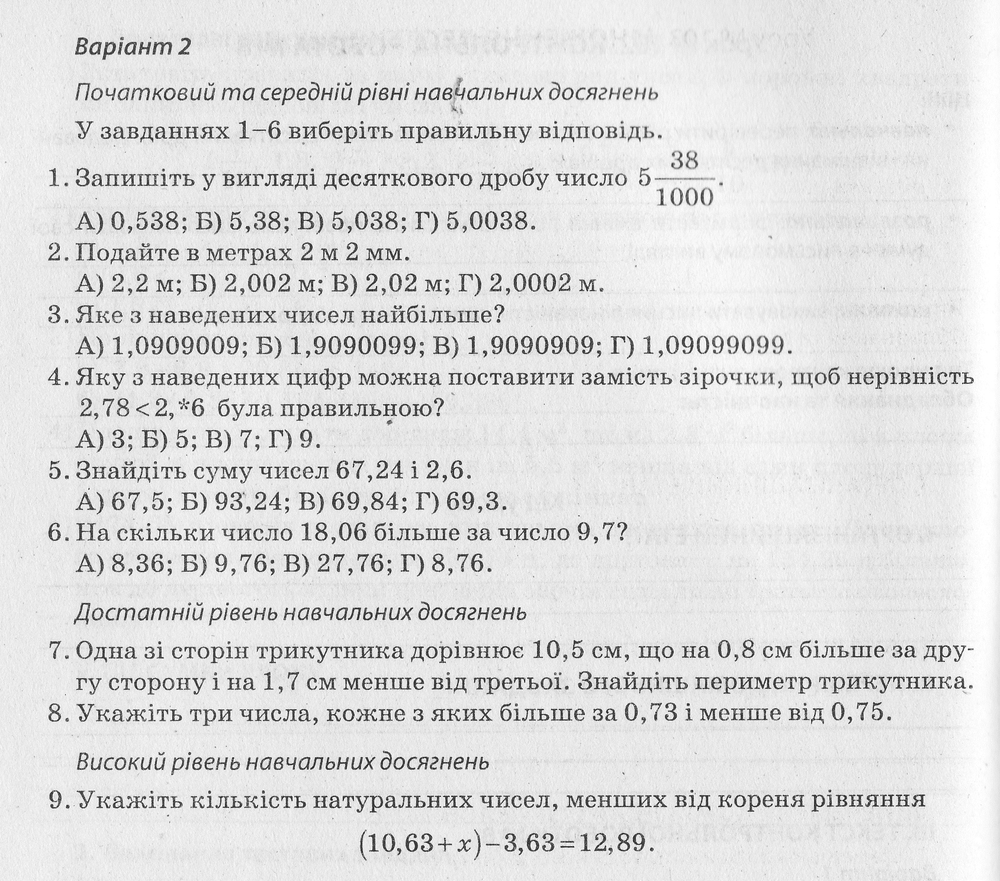 Варіант 2
Початковий та середній рівні навчальних досягнень
У завданнях 1–6 виберіть правильну відповідь.
1. Запишіть у вигляді десяткового дробу число 5 38/1000.
А) 0,538; Б) 5,38; В) 5,038; Г) 5,0038.
2. Подайте в метрах 2 м 2 мм.
А) 2,2 м; Б) 2,002 м; В) 2,02 м; Г) 2,0002 м.
3. Яке з наведених чисел найбільше?
А) 1,0909009; Б) 1,9090099; В) 1,9090909; Г) 1,09099099.
4. Яку з наведених цифр можна поставити замість зірочки, щоб нерівність
2,78 < 2,*6 була правильною?
А) 3; Б) 5; В) 7; Г) 9.
5. Знайдіть суму чисел 67,24 і 2,6.
А) 67,5; Б) 93,24; В) 69,84; Г) 69,3.
6. На скільки число 18,06 більше за число 9,7?
А) 8,36; Б) 9,76; В) 27,76; Г) 8,76.
Достатній рівень навчальних досягнень
7. Одна зі сторін трикутника дорівнює 10,5 см, що на 0,8 см більше за дру-
гу сторону і на 1,7 см менше від третьої. Знайдіть периметр трикутника.
8. Укажіть три числа, кожне з яких більше за 0,73 і менше від 0,75.
Високий рівень навчальних досягнень
9. Укажіть кількість натуральних чисел, менших від кореня рівняння
(10,63 + x) – 3,63 = 12,89.